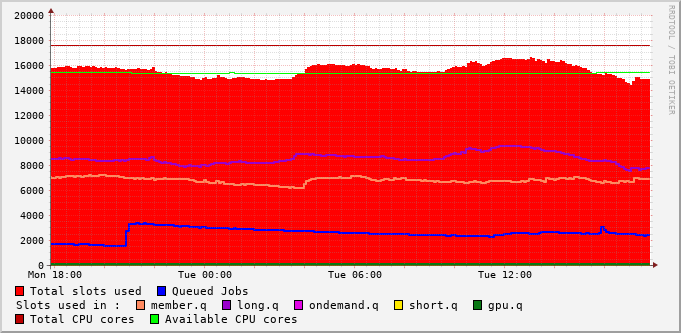 20000
18000
16000
14000
12000
10000
8000
6000
4000
2000
0
Mon 18:00 Tue 00:00 Tue 06:00 Tue 12:00
Total slots used Queued Jobs
Slots used in : member.q long.q ondemand.q short.q gpu.q
Total CPU cores Available CPU cores
RRDTOOL / TOBI OETIKER